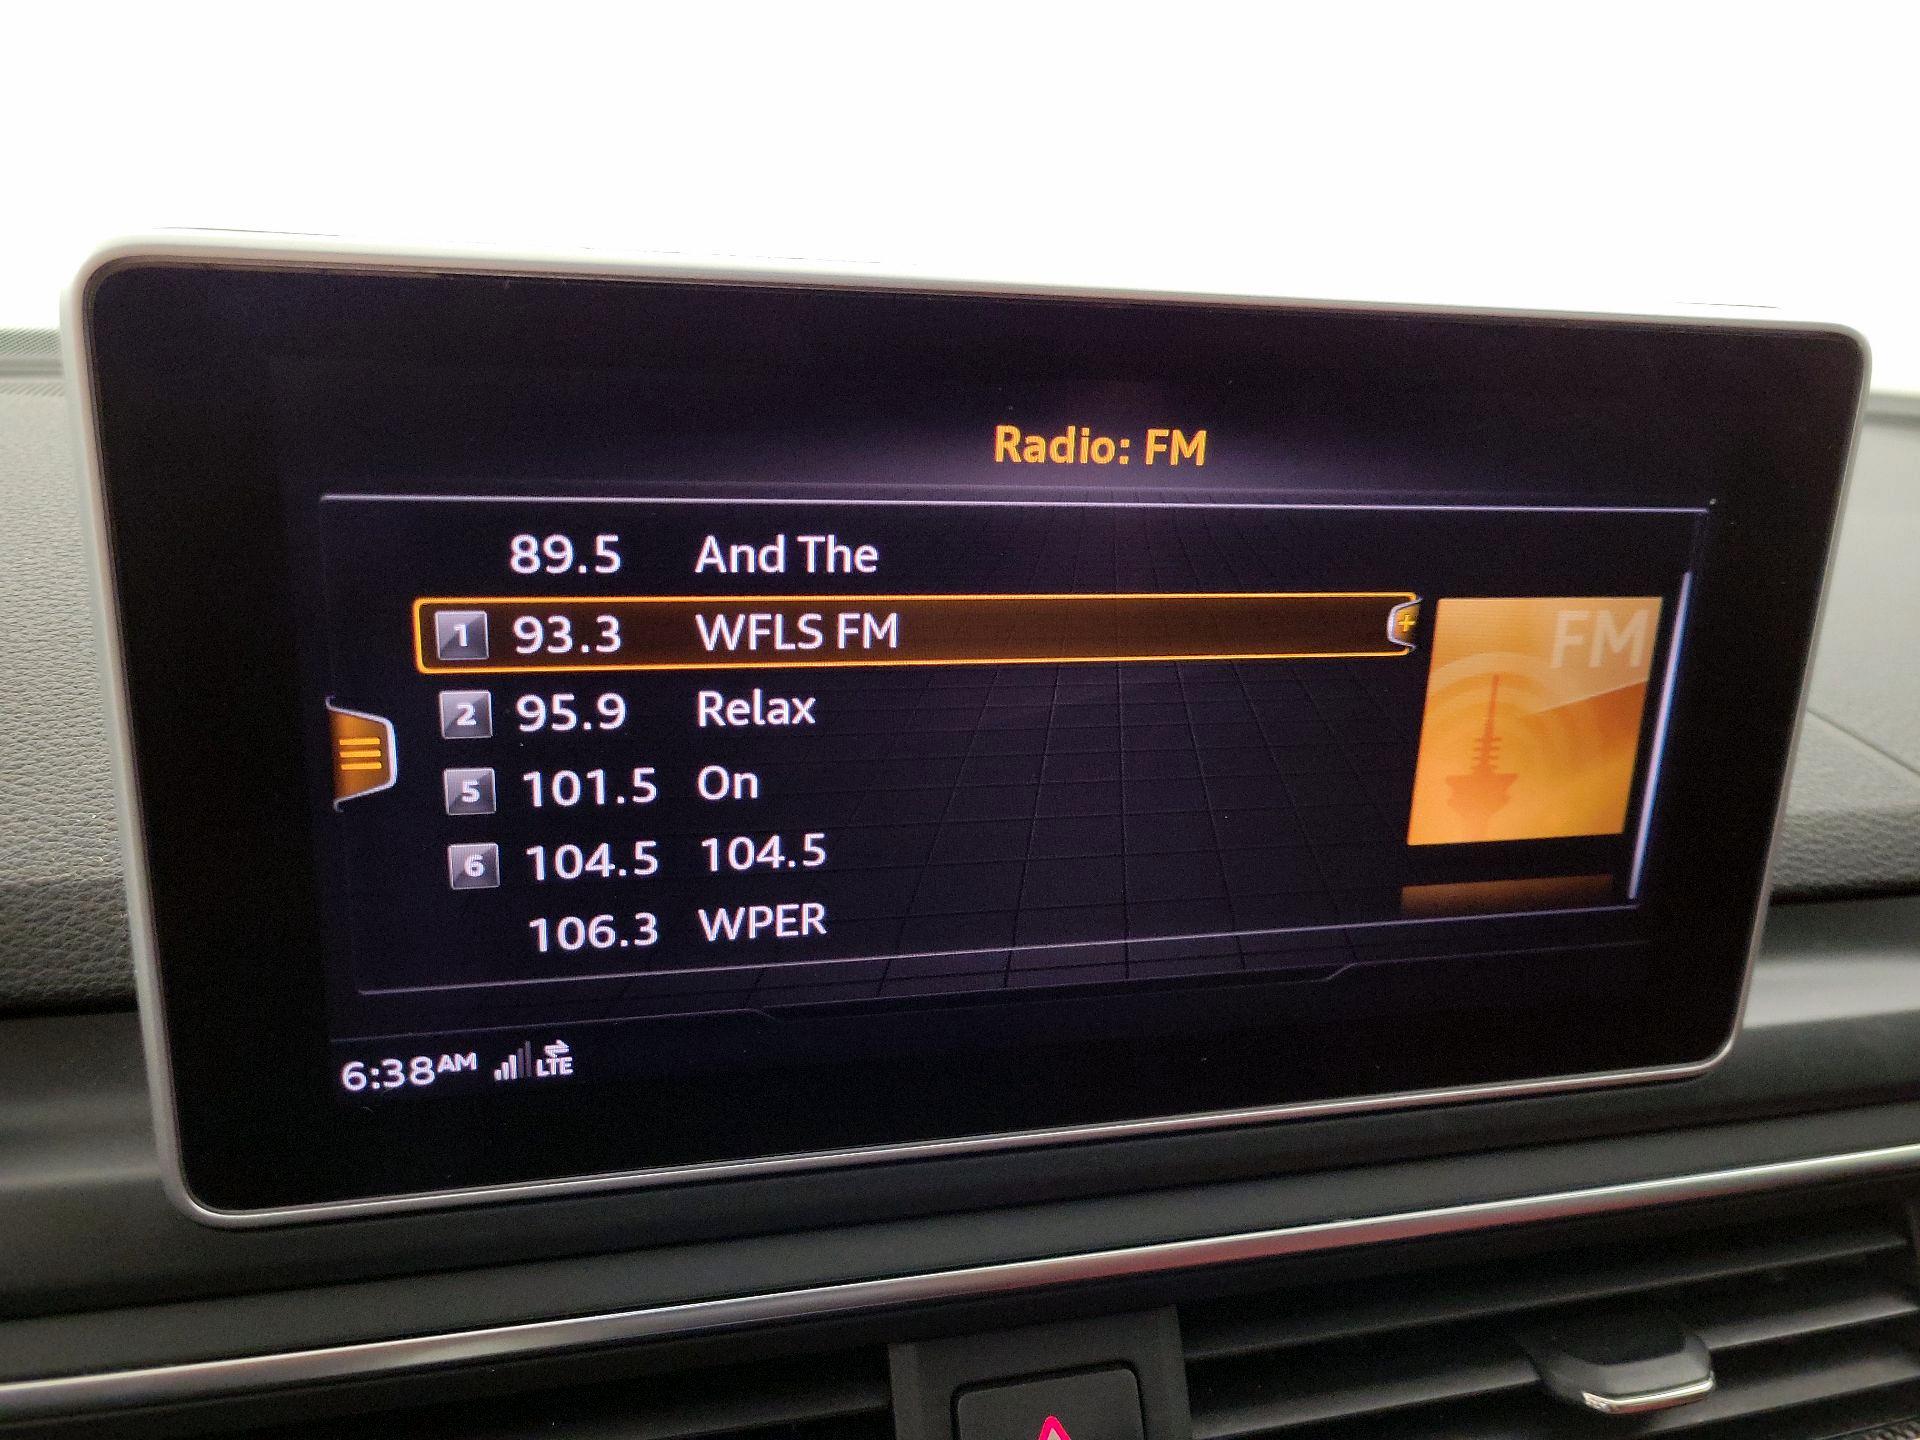 Radio: FM
89.5 And The
1 93.3 WFLS FM
FM
2 95.9 Relax
5 101.5 On
6 104.5 104.5
106.3 WPER
6:38AM LTE